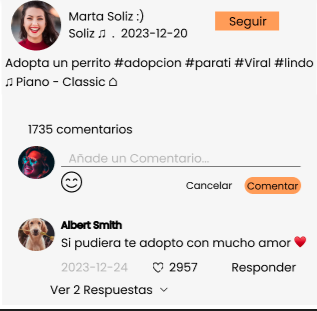 Marta Soliz :)
Seguir
Soliz ♫ . 2023-12-20
Adopta un perrito #adopcion #parati #Viral #lindo
♫ Piano - Classic ⌂
1735 comentarios
Añade un Comentario...
Cancelar Comentar
Albert Smith
Si pudiera te adopto con mucho amor ♥️
2023-12-24 ♡ 2957 Responder
Ver 2 Respuestas